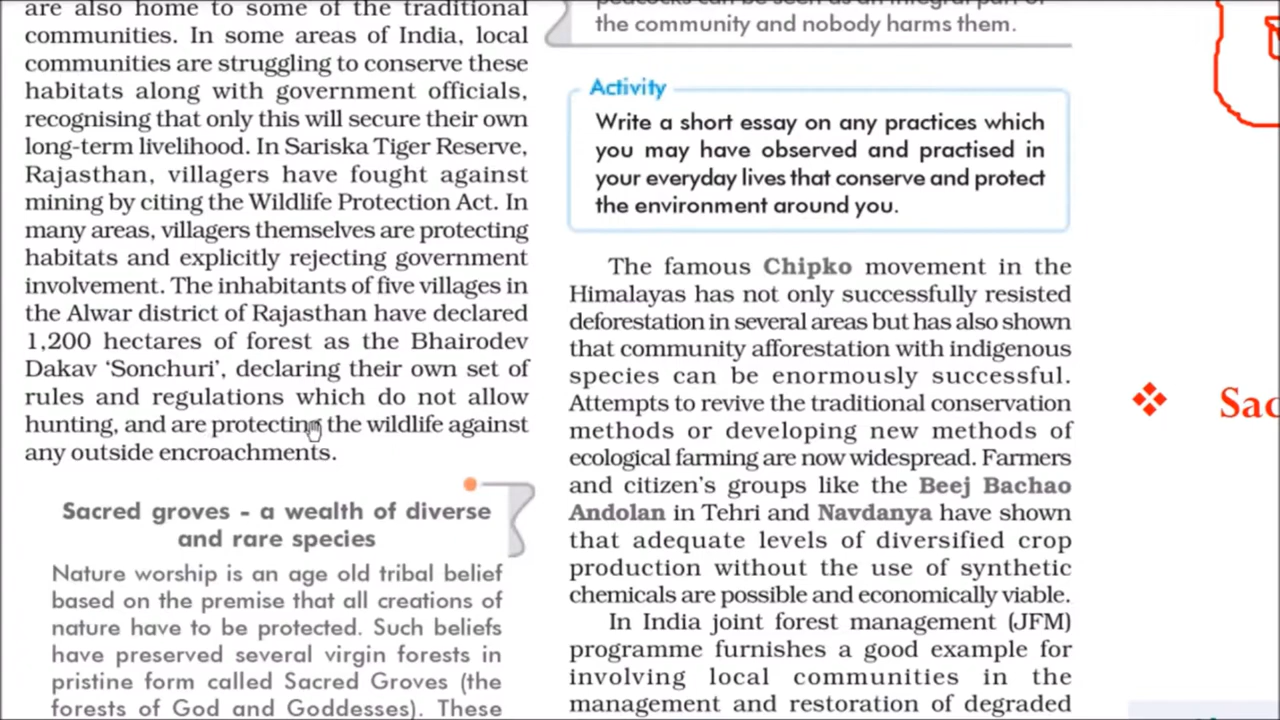 are also home to some of the traditional
communities. In some areas of India, local
communities are struggling to conserve these
habitats along with government officials,
recognising that only this will secure their own
long-term livelihood. In Sariska Tiger Reserve,
Rajasthan, villagers have fought against
mining by citing the Wildlife Protection Act. In
many areas, villagers themselves are protecting
habitats and explicitly rejecting government
involvement. The inhabitants of five villages in
the Alwar district of Rajasthan have declared
1,200 hectares of forest as the Bhairodev
Dakav ‘Sonchuri’, declaring their own set of
rules and regulations which do not allow
hunting, and are protecting the wildlife against
any outside encroachments.
Sacred groves - a wealth of diverse
and rare species
Nature worship is an age old tribal belief
based on the premise that all creations of
nature have to be protected. Such beliefs
have preserved several virgin forests in
pristine form called Sacred Groves (the
forests of God and Goddesses). These
peacocks can be seen as an integral part of
the community and nobody harms them.
Activity
Write a short essay on any practices which
you may have observed and practised in
your everyday lives that conserve and protect
the environment around you.
The famous Chipko movement in the
Himalayas has not only successfully resisted
deforestation in several areas but has also shown
that community afforestation with indigenous
species can be enormously successful.
Attempts to revive the traditional conservation
methods or developing new methods of
ecological farming are now widespread. Farmers
and citizen’s groups like the Beej Bachao
Andolan in Tehri and Navdanya have shown
that adequate levels of diversified crop
production without the use of synthetic
chemicals are possible and economically viable.
In India joint forest management (JFM)
programme furnishes a good example for
involving local communities in the
management and restoration of degraded
❖ Sac